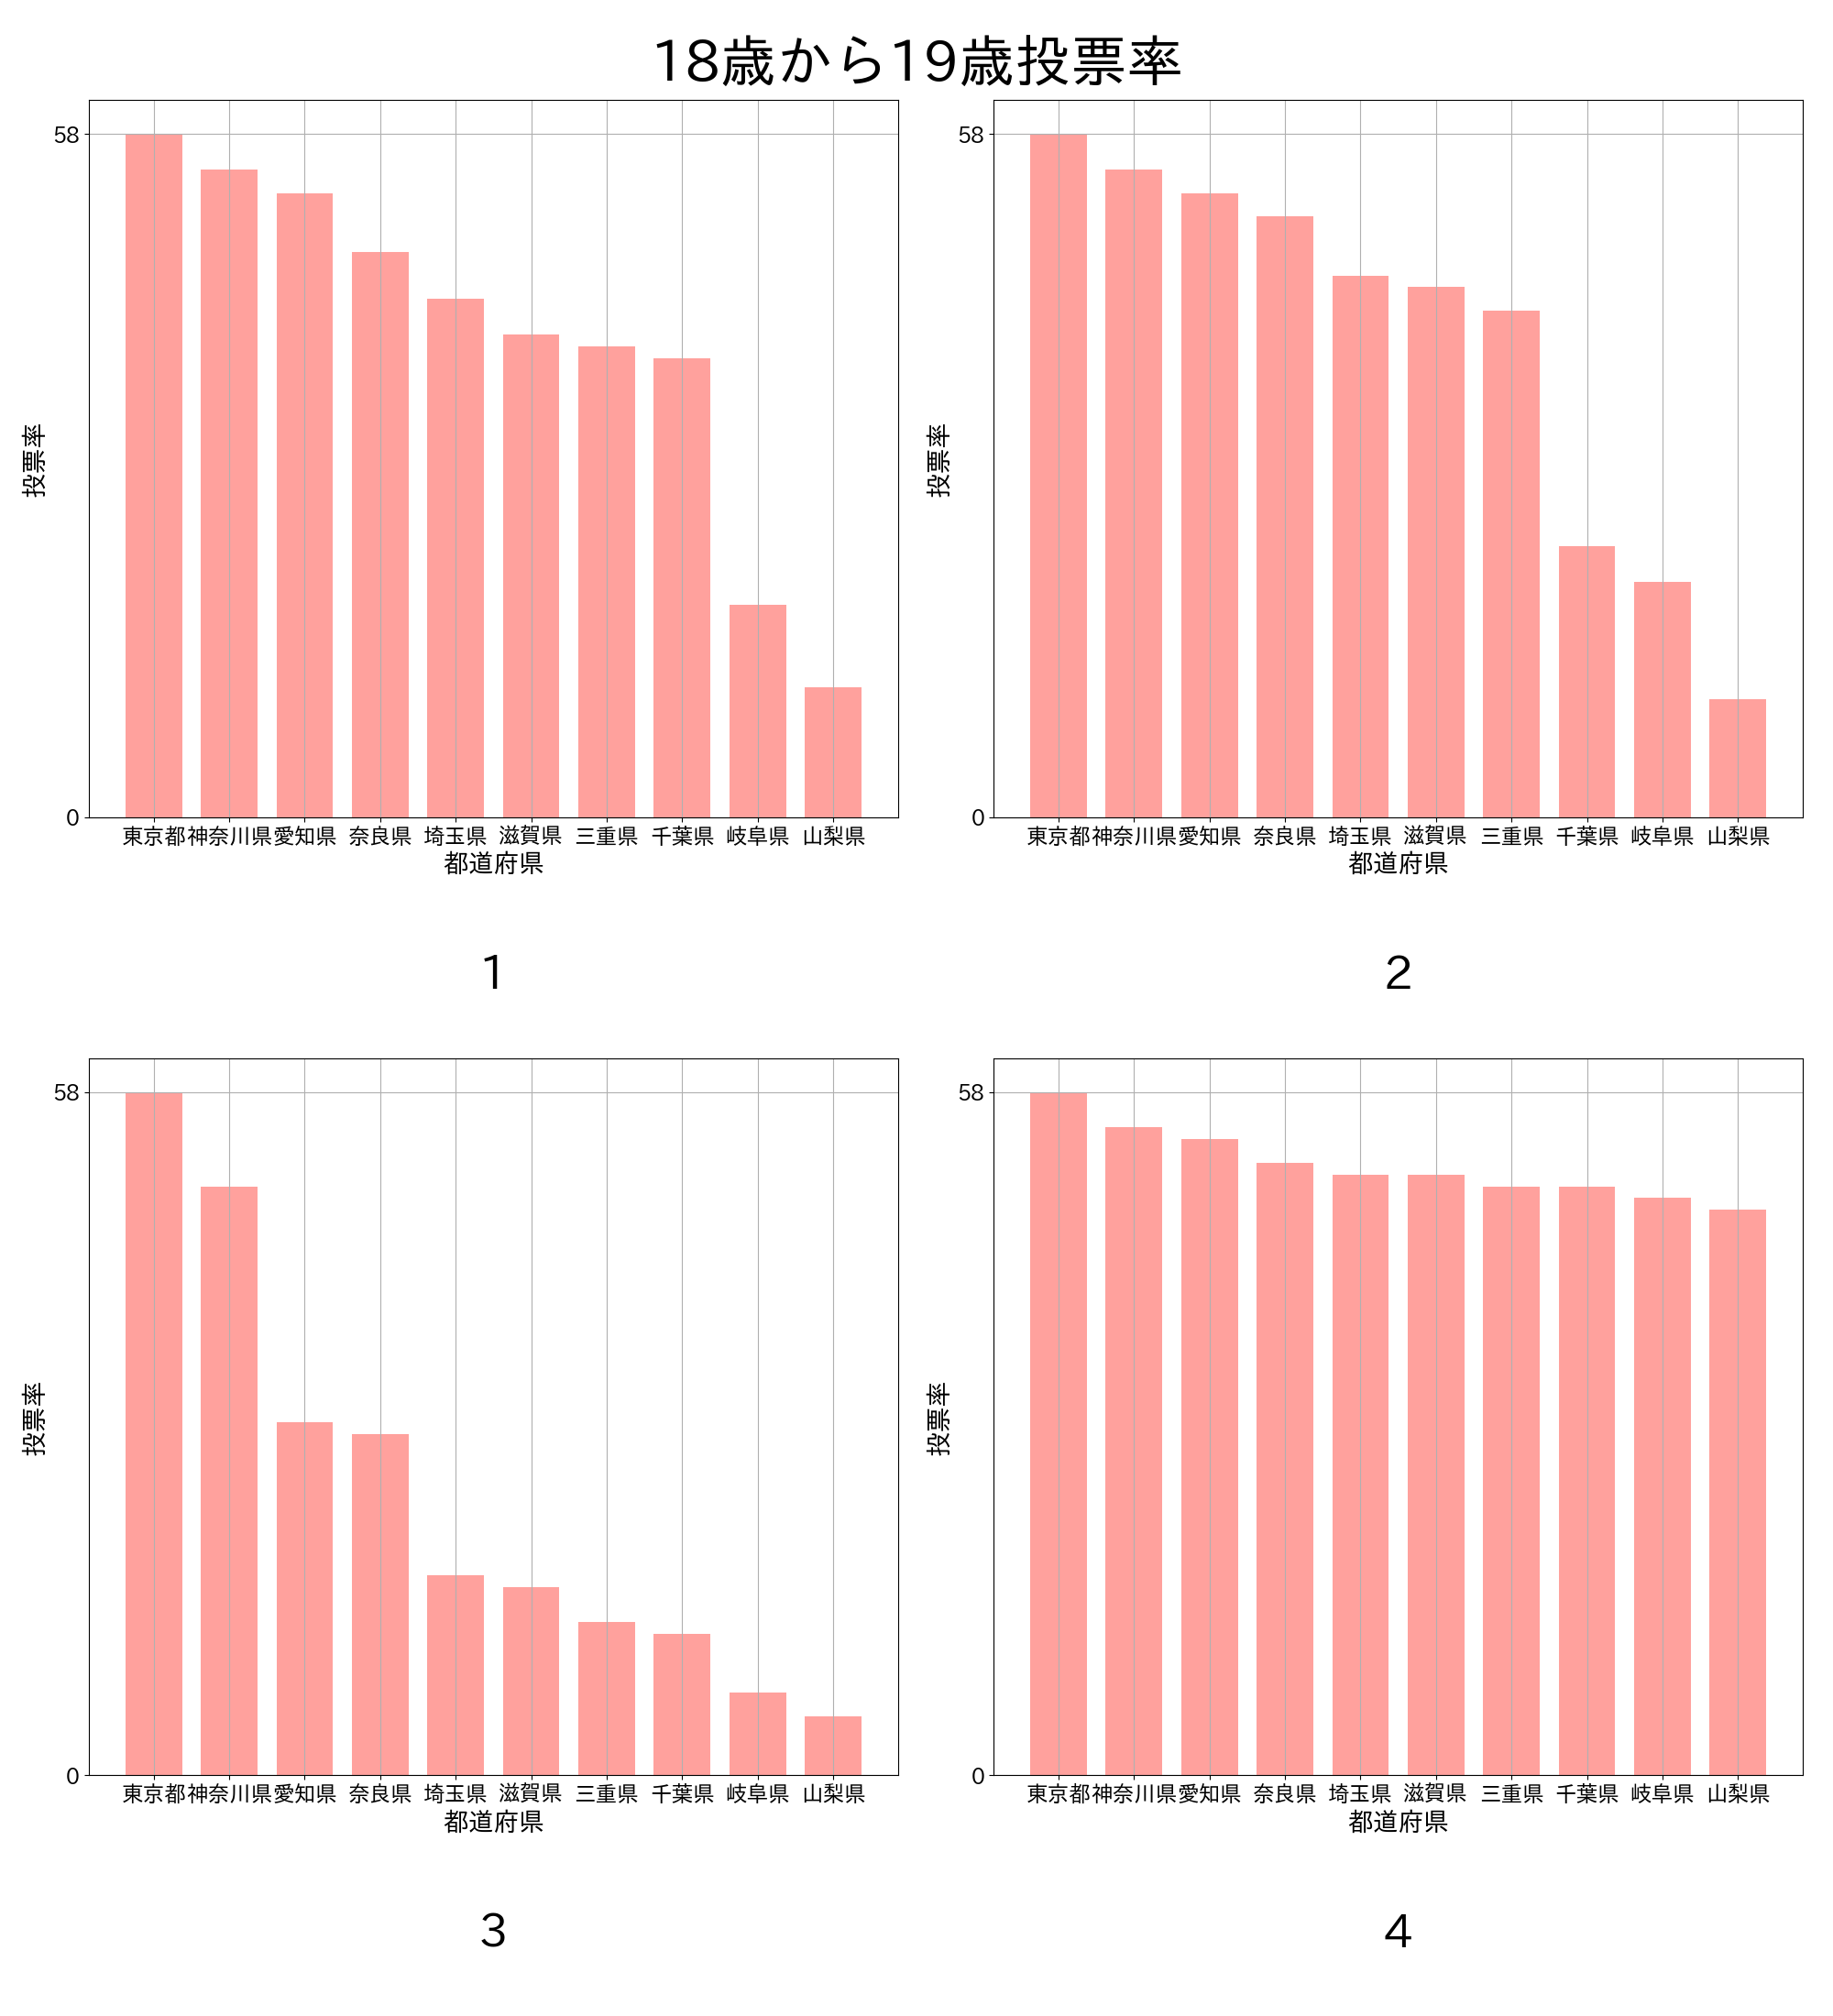 18歳から19歳投票率
58
0
投票率
東京都 神奈川県 愛知県 奈良県 埼玉県 滋賀県 三重県 千葉県 岐阜県 山梨県
都道府県
1
58
0
投票率
東京都 神奈川県 愛知県 奈良県 埼玉県 滋賀県 三重県 千葉県 岐阜県 山梨県
都道府県
2
58
0
投票率
東京都 神奈川県 愛知県 奈良県 埼玉県 滋賀県 三重県 千葉県 岐阜県 山梨県
都道府県
3
58
0
投票率
東京都 神奈川県 愛知県 奈良県 埼玉県 滋賀県 三重県 千葉県 岐阜県 山梨県
都道府県
4